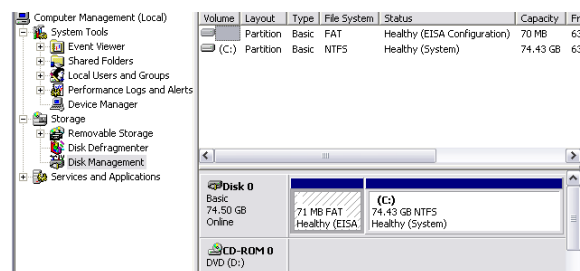 Computer Management (Local)
System Tools
Event Viewer
Shared Folders
Local Users and Groups
Performance Logs and Alerts
Device Manager
Storage
Removable Storage
Disk Defragmenter
Disk Management
Services and Applications
Volume Layout Type File System Status Capacity Fr
Partition Basic FAT Healthy (EISA Configuration) 70 MB 63
(C:) Partition Basic NTFS Healthy (System) 74.43 GB 63
Disk 0
Basic
74.50 GB
Online
71 MB FAT
Healthy (EISA
(C:)
74.43 GB NTFS
Healthy (System)
CD-ROM 0
DVD (D:)